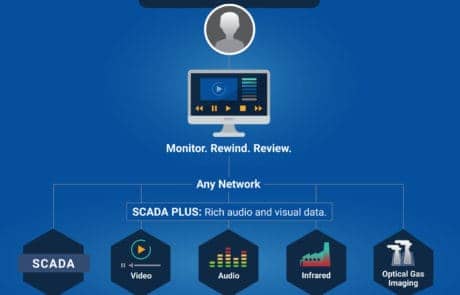 Monitor. Rewind. Review.
Any Network
SCADA PLUS: Rich audio and visual data.
SCADA
Video
Audio
Infrared
Optical Gas
Imaging